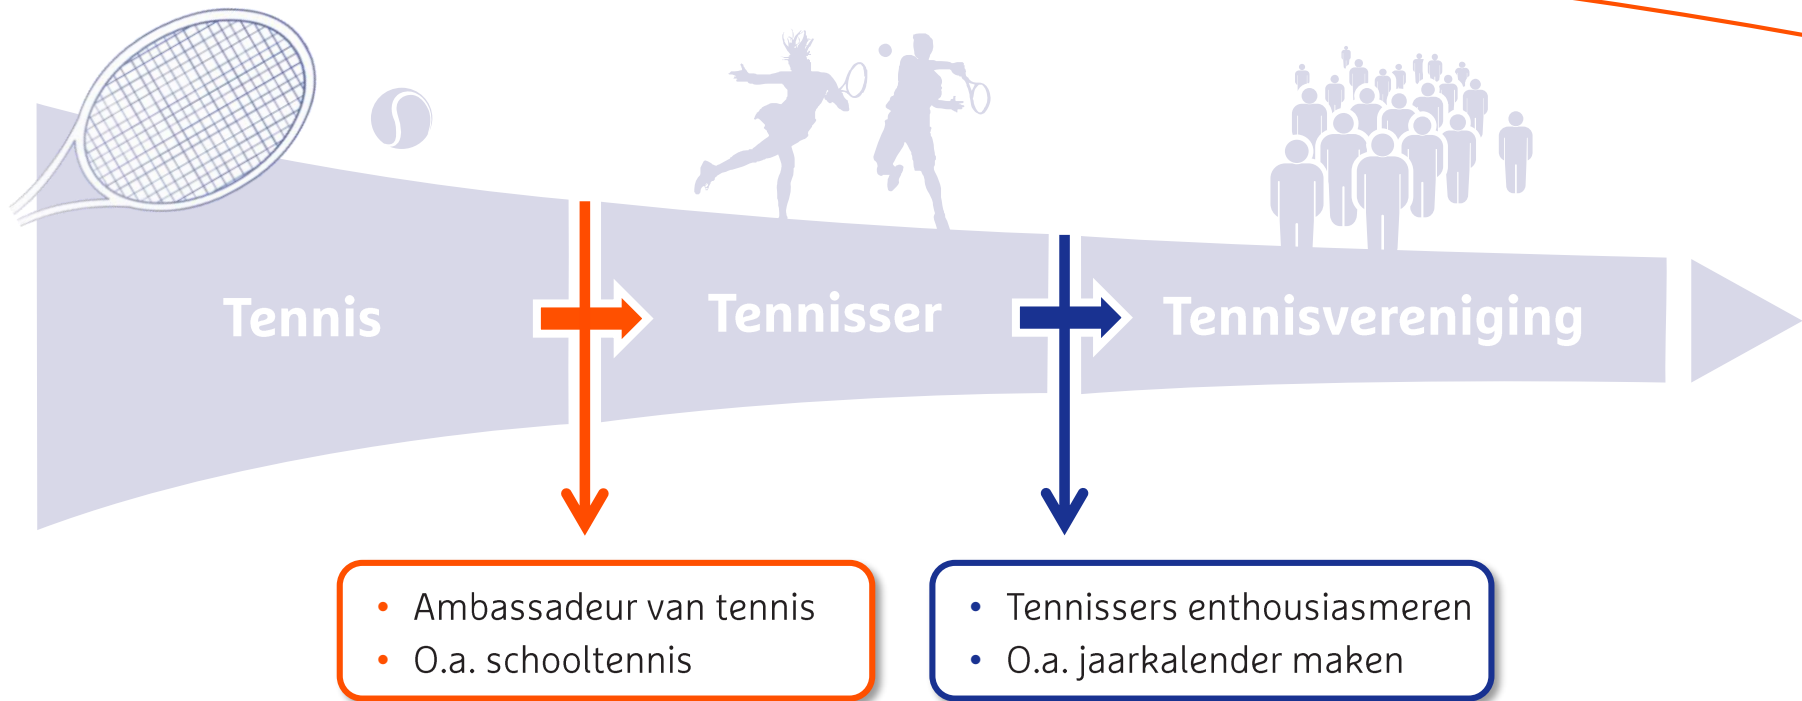 Tennis
Tennisser
Tennisvereniging
• Ambassadeur van tennis
• O.a. schooltennis
• Tennissers enthousiasmeren
• O.a. jaarkalender maken